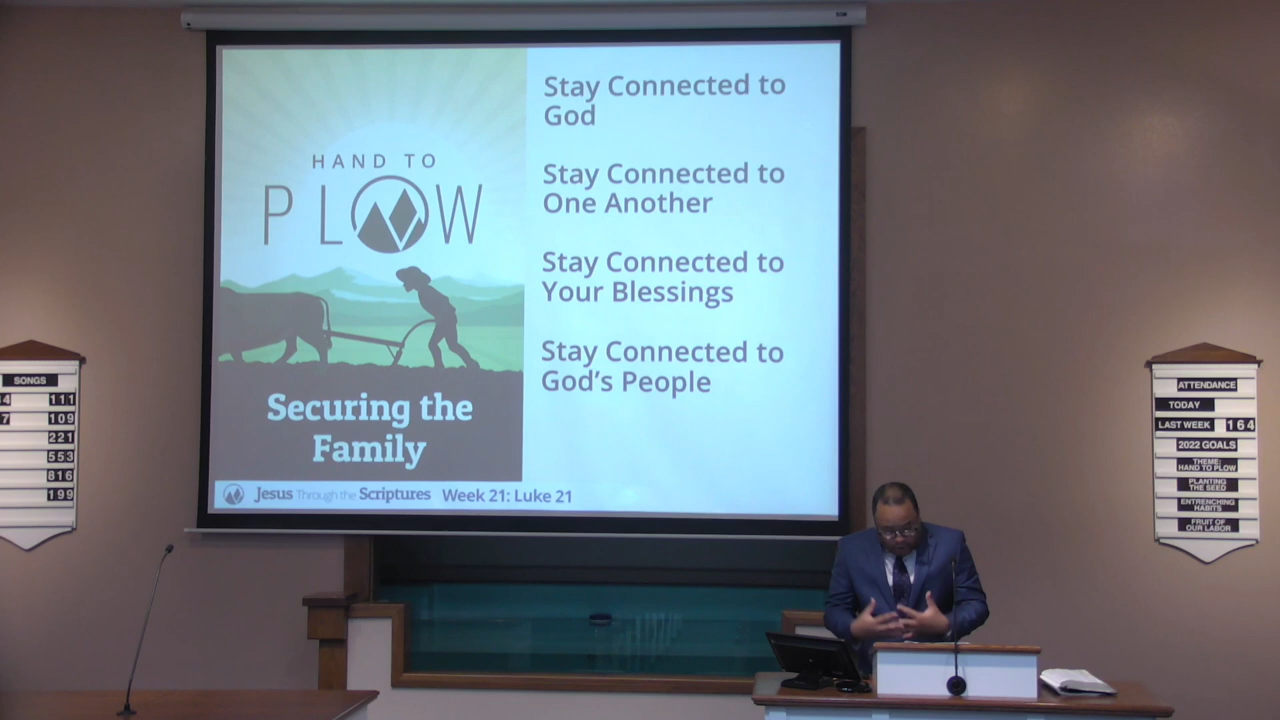 HAND TO
PLOW
Securing the
Family
Jesus Through the Scriptures Week 21: Luke 21
Stay Connected to
God
Stay Connected to
One Another
Stay Connected to
Your Blessings
Stay Connected to
God's People
SONGS
4 111
7 109
221
553
816
199
ATTENDANCE
TODAY
LAST WEEK 164
2022 GOALS
THEME:
HAND TO PLOW
PLANTING
THE SEED
ENTRENCHING
HABITS
FRUIT OF
OUR LABOR